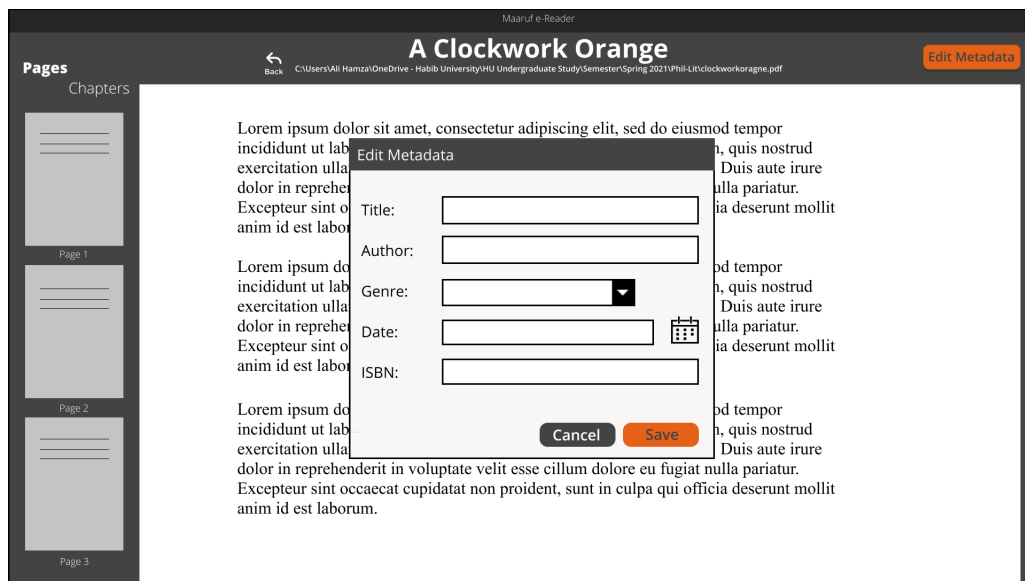 Maaruf e-Reader
A Clockwork Orange
Back
C:\Users\Ali Hamza\OneDrive - Habib University\HU Undergraduate Study\Semester\Spring 2021\Phil-Lit\clockworkoragne.pdf
Edit Metadata
Pages
Chapters
Page 1
Page 2
Page 3
Lorem ipsum dolor sit amet, consectetur adipiscing elit, sed do eiusmod tempor
incididunt ut lab n, quis nostrud
exercitation ulla Duis aute irure
dolor in reprehen ulla pariatur.
Excepteur sint o ia deserunt mollit
anim id est labor
Lorem ipsum do od tempor
incididunt ut lab n, quis nostrud
exercitation ulla Duis aute irure
dolor in reprehen ulla pariatur.
Excepteur sint o ia deserunt mollit
anim id est labor
Lorem ipsum do od tempor
incididunt ut lab n, quis nostrud
exercitation ulla Duis aute irure
dolor in reprehenderit in voluptate velit esse cillum dolore eu fugiat nulla pariatur.
Excepteur sint occaecat cupidatat non proident, sunt in culpa qui officia deserunt mollit
anim id est laborum.
Edit Metadata
Title:
Author:
Genre:
Date:
ISBN:
Cancel
Save